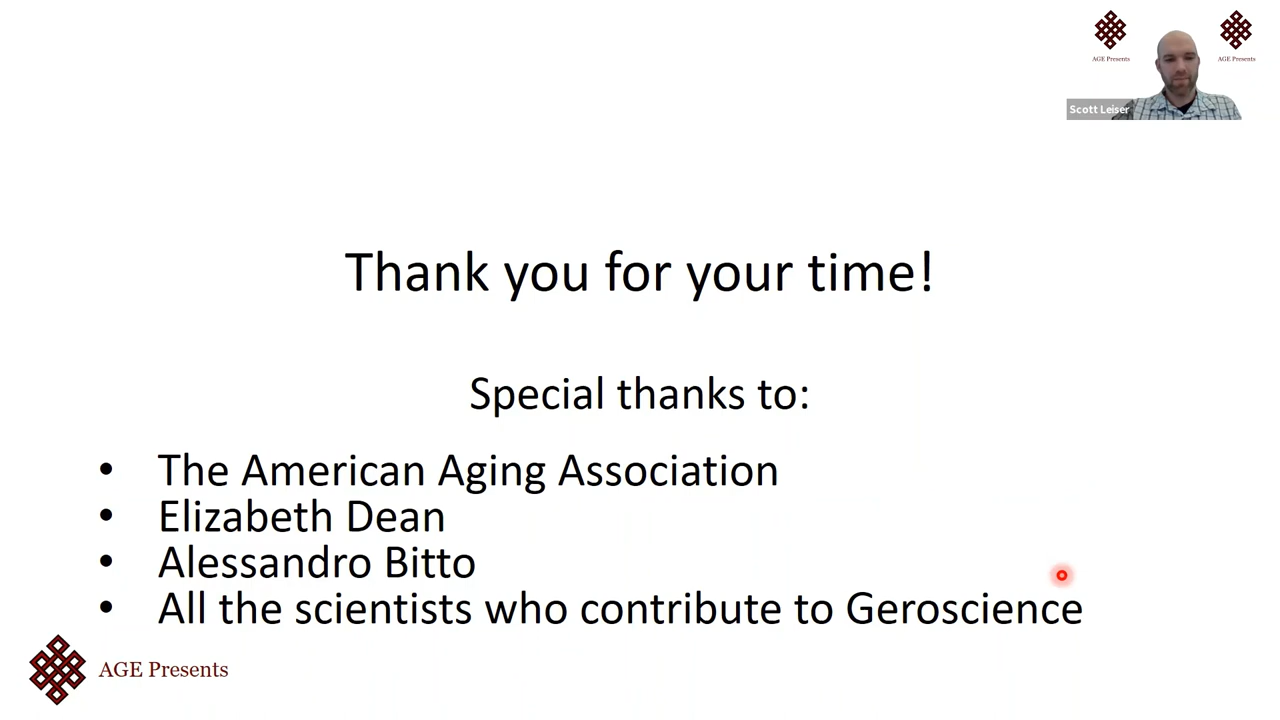 AGE Presents
AGE Presents
Scott Leiser
Thank you for your time!
Special thanks to:
• The American Aging Association
• Elizabeth Dean
• Alessandro Bitto
• All the scientists who contribute to Geroscience
AGE Presents